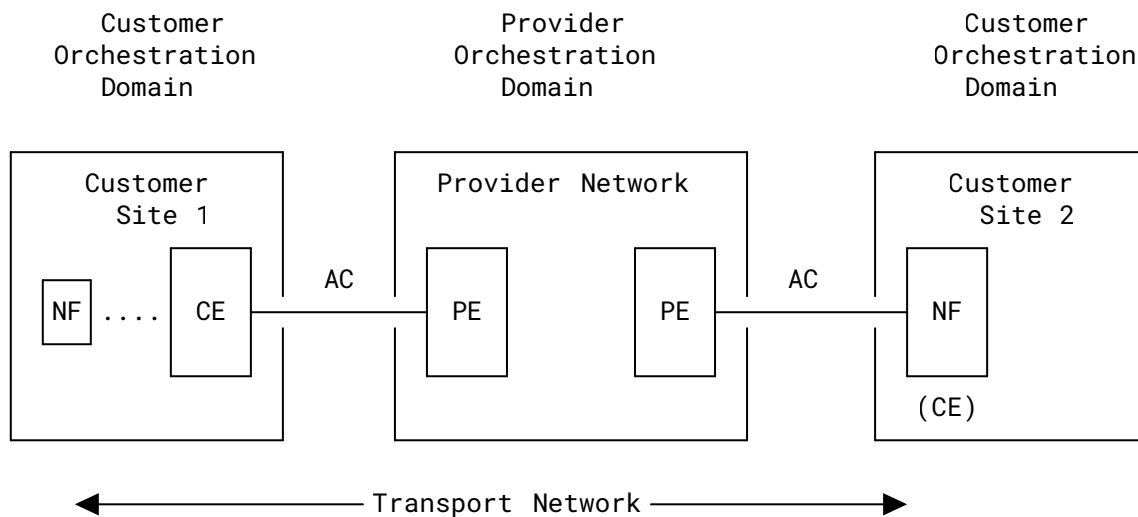 Customer Provider Customer
Orchestration Orchestration Orchestration
Domain Domain Domain
Customer Provider Network Customer
Site 1 Site 2
AC AC
NF .... CE PE PE NF
(CE)
Transport Network